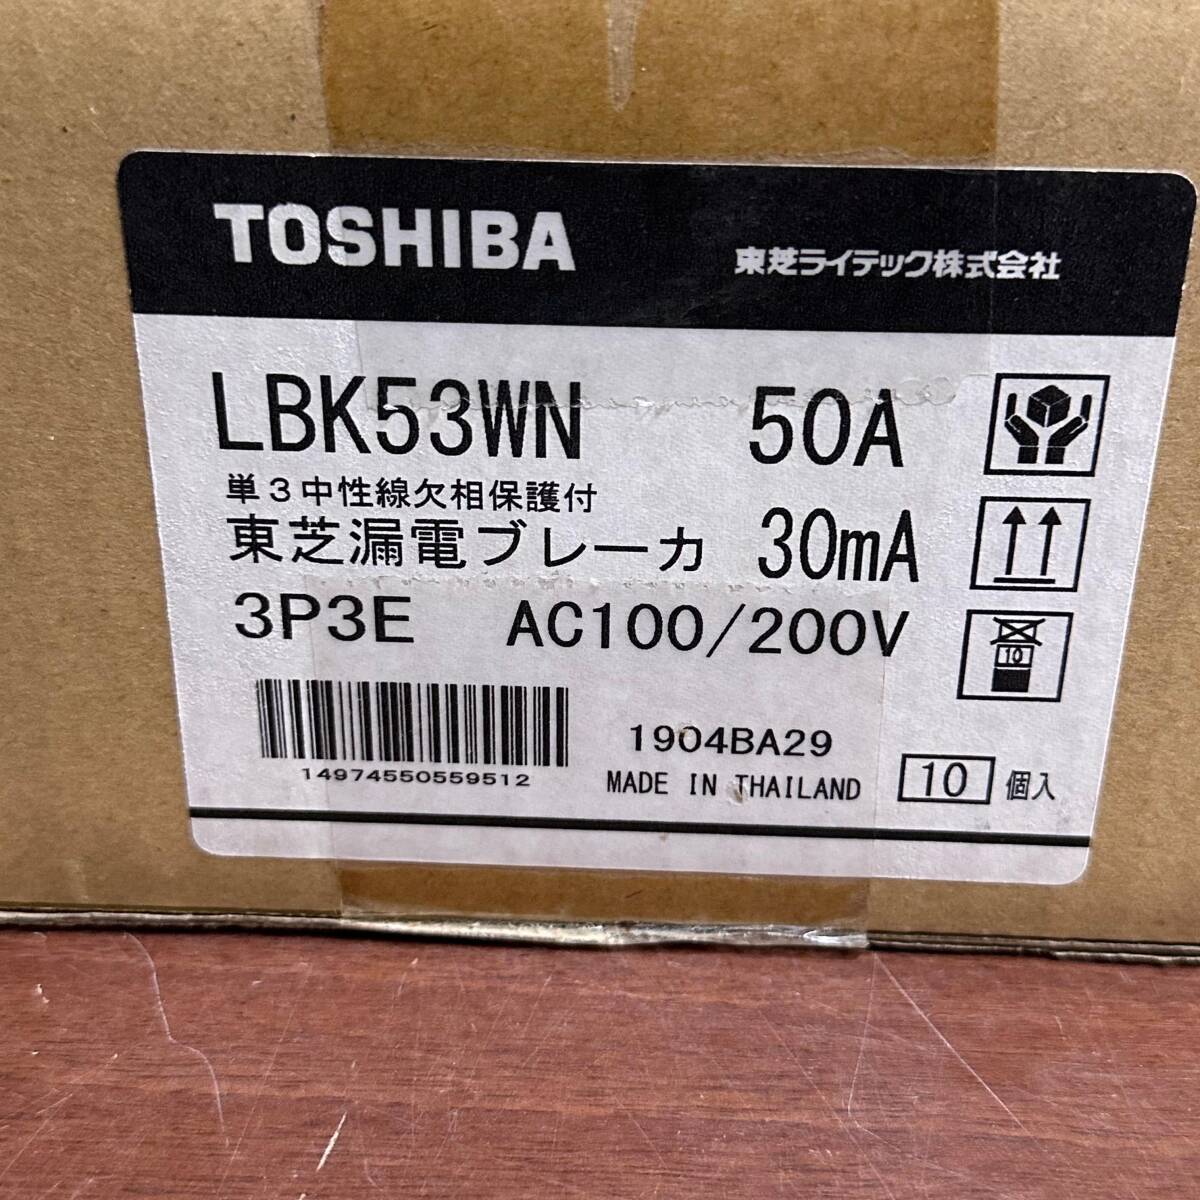 TOSHIBA
東芝ライテック株式会社
LBK53WN 50A
単3中性線欠相保護付
東芝漏電ブレーカ 30mA
3P3E AC100/200V
10
14974550559512
1904BA29
MADE IN THAILAND
10 個入